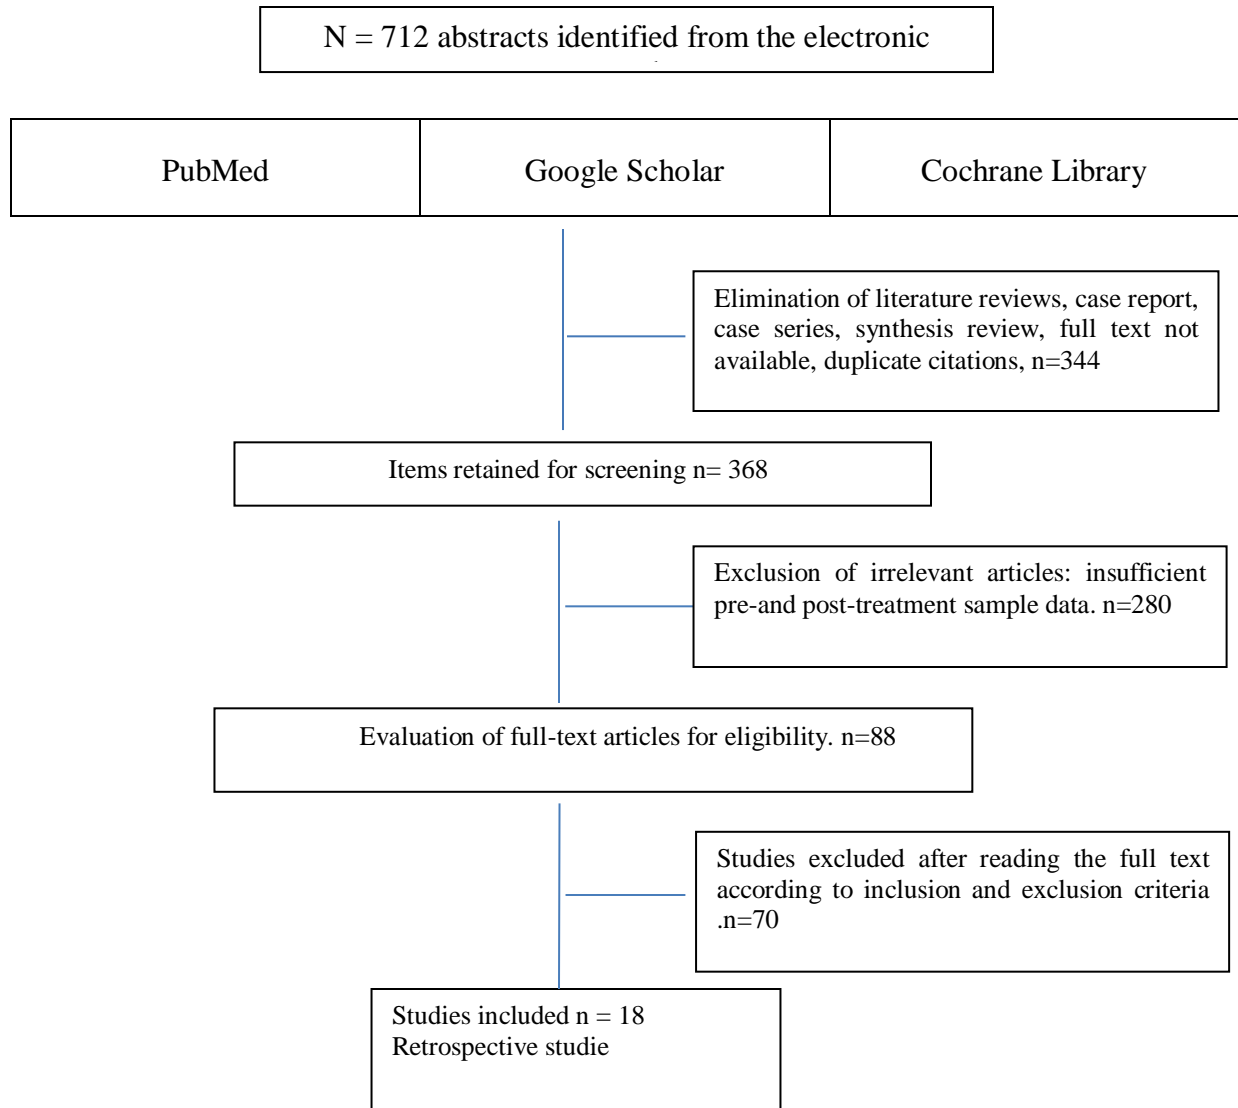 N = 712 abstracts identified from the electronic
PubMed
Google Scholar
Cochrane Library
Elimination of literature reviews, case report,
case series, synthesis review, full text not
available, duplicate citations, n=344
Items retained for screening n= 368
Exclusion of irrelevant articles: insufficient
pre-and post-treatment sample data. n=280
Evaluation of full-text articles for eligibility. n=88
Studies excluded after reading the full text
according to inclusion and exclusion criteria
.n=70
Studies included n = 18
Retrospective studie